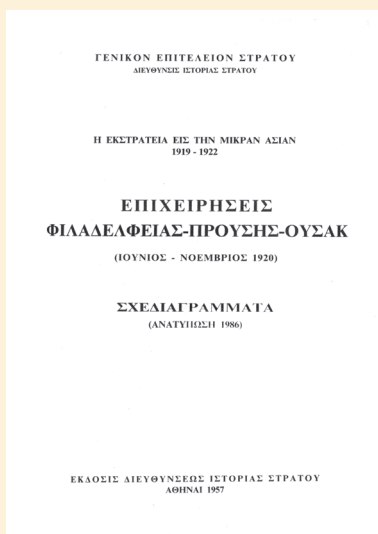 ΓΕΝΙΚΟΝ ΕΠΙΤΕΛΕΙΟΝ ΣΤΡΑΤΟΥ
ΔΙΕΥΘΥΝΣΙΣ ΙΣΤΟΡΙΑΣ ΣΤΡΑΤΟΥ
Η ΕΚΣΤΡΑΤΕΙΑ ΕΙΣ ΤΗΝ ΜΙΚΡΑΝ ΑΣΙΑΝ
1919 - 1922
ΕΠΙΧΕΙΡΗΣΕΙΣ
ΦΙΛΑΔΕΛΦΕΙΑΣ-ΠΡΟΥΣΗΣ-ΟΥΣΑΚ
(ΙΟΥΝΙΟΣ - ΝΟΕΜΒΡΙΟΣ 1920)
ΣΧΕΔΙΑΓΡΑΜΜΑΤΑ
(ΑΝΑΤΥΠΩΣΗ 1986)
ΕΚΔΟΣΙΣ ΔΙΕΥΘΥΝΣΕΩΣ ΙΣΤΟΡΙΑΣ ΣΤΡΑΤΟΥ
ΑΘΗΝΑΙ 1957